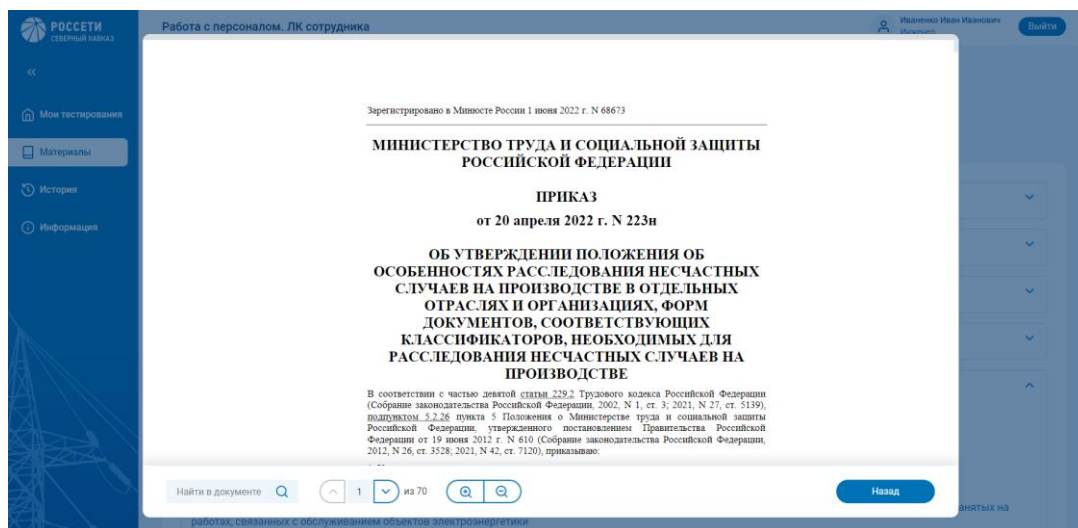 РОССЕТИ
СЕВЕРНЫЙ КАВКАЗ
Работа с персоналом. ЛК сотрудника
Иваненко Иван Иванович
Инженер
Выйти
Мои тестирования
Материалы
История
Информация
Зарегистрировано в Минюсте России 1 июня 2022 г. N 68673
МИНИСТЕРСТВО ТРУДА И СОЦИАЛЬНОЙ ЗАЩИТЫ
РОССИЙСКОЙ ФЕДЕРАЦИИ
ПРИКАЗ
от 20 апреля 2022 г. N 223н
ОБ УТВЕРЖДЕНИИ ПОЛОЖЕНИЯ ОБ
ОСОБЕННОСТЯХ РАССЛЕДОВАНИЯ НЕСЧАСТНЫХ
СЛУЧАЕВ НА ПРОИЗВОДСТВЕ В ОТДЕЛЬНЫХ
ОТРАСЛЯХ И ОРГАНИЗАЦИЯХ, ФОРМ
ДОКУМЕНТОВ, СООТВЕТСТВУЮЩИХ
КЛАССИФИКАТОРОВ, НЕОБХОДИМЫХ ДЛЯ
РАССЛЕДОВАНИЯ НЕСЧАСТНЫХ СЛУЧАЕВ НА
ПРОИЗВОДСТВЕ
В соответствии с частью девятой статьи 229.2 Трудового кодекса Российской Федерации
(Собрание законодательства Российской Федерации, 2002, N 1, ст. 3; 2021, N 27, ст. 5139),
подпунктом 5.2.26 пункта 5 Положения о Министерстве труда и социальной защиты
Российской Федерации, утвержденного постановлением Правительства Российской
Федерации от 19 июня 2012 г. N 610 (Собрание законодательства Российской Федерации,
2012, N 26, ст. 3528; 2021, N 42, ст. 7120), приказываю:
Найти в документе
1
из 70
Назад
анятых на
работах, связанных с обслуживанием объектов электроэнергетики